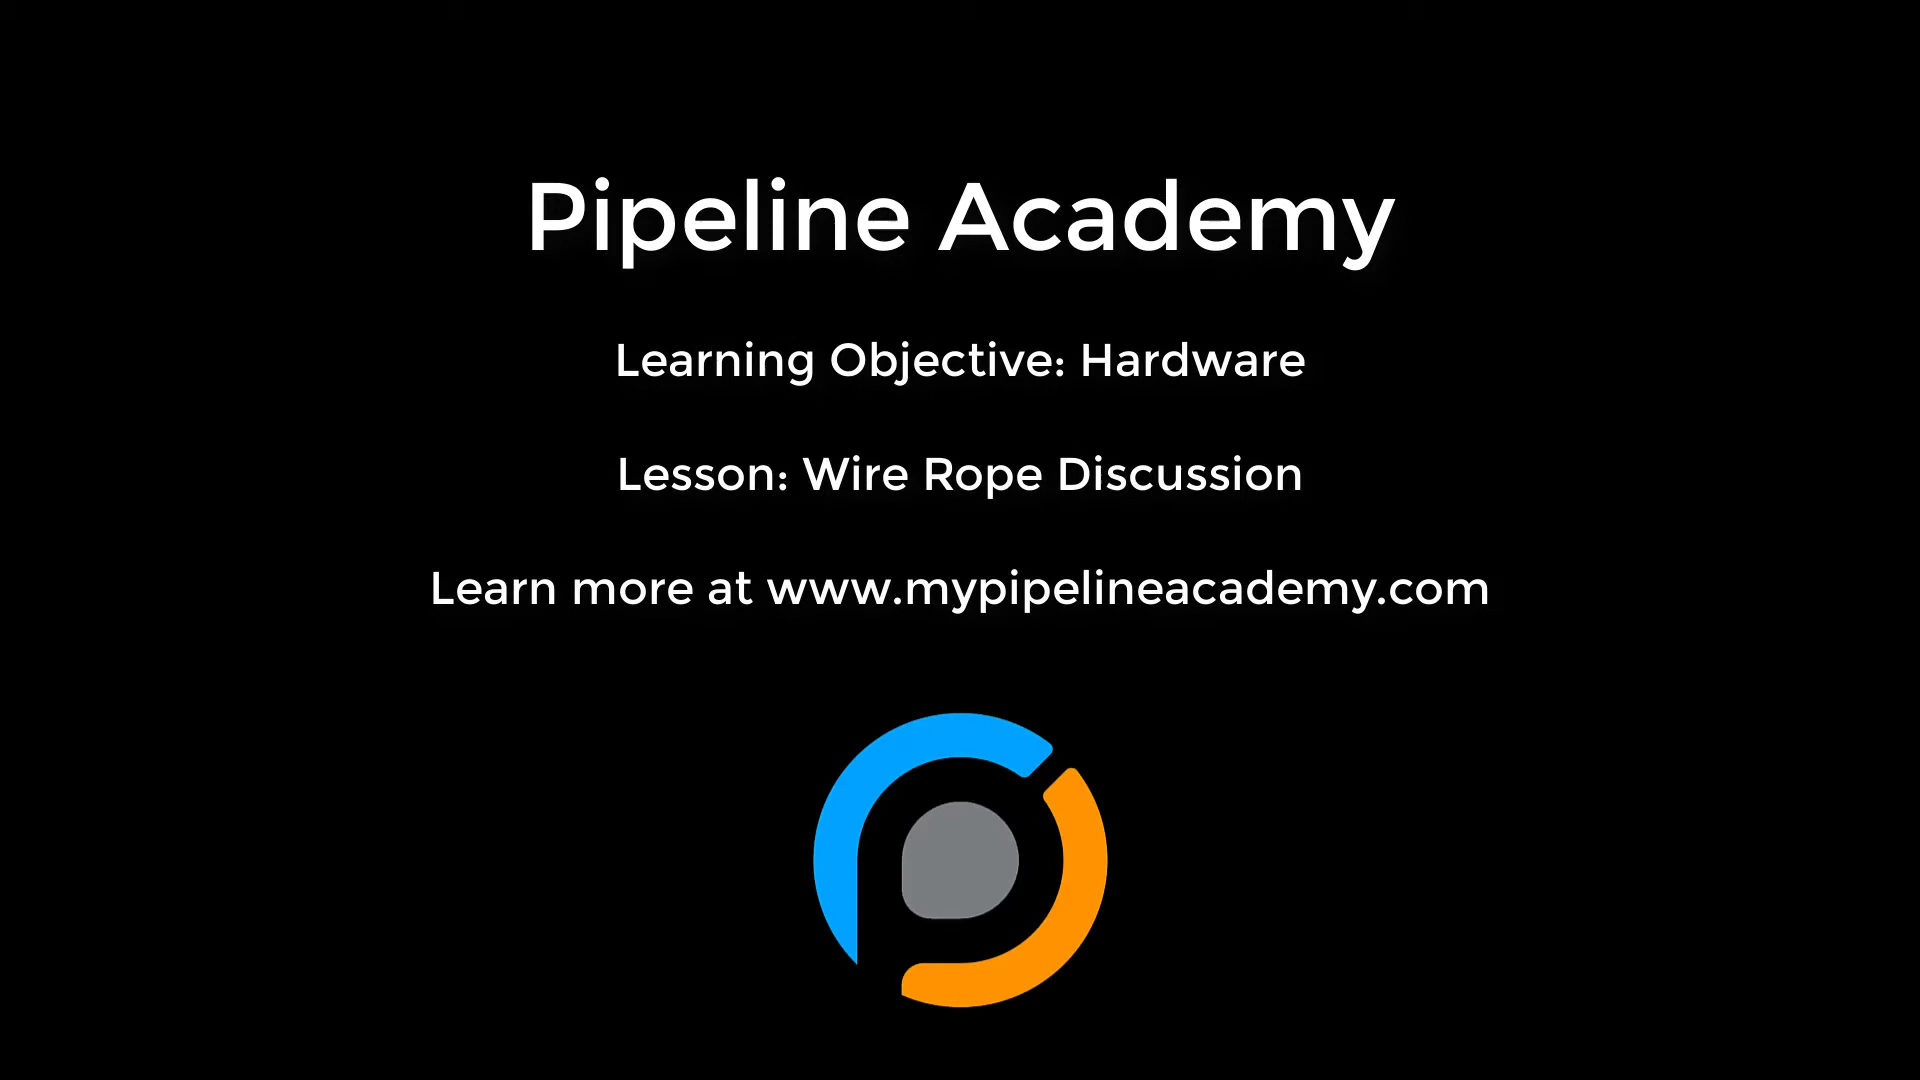 Pipeline Academy
Learning Objective: Hardware
Lesson: Wire Rope Discussion
Learn more at www.mypipelineacademy.com